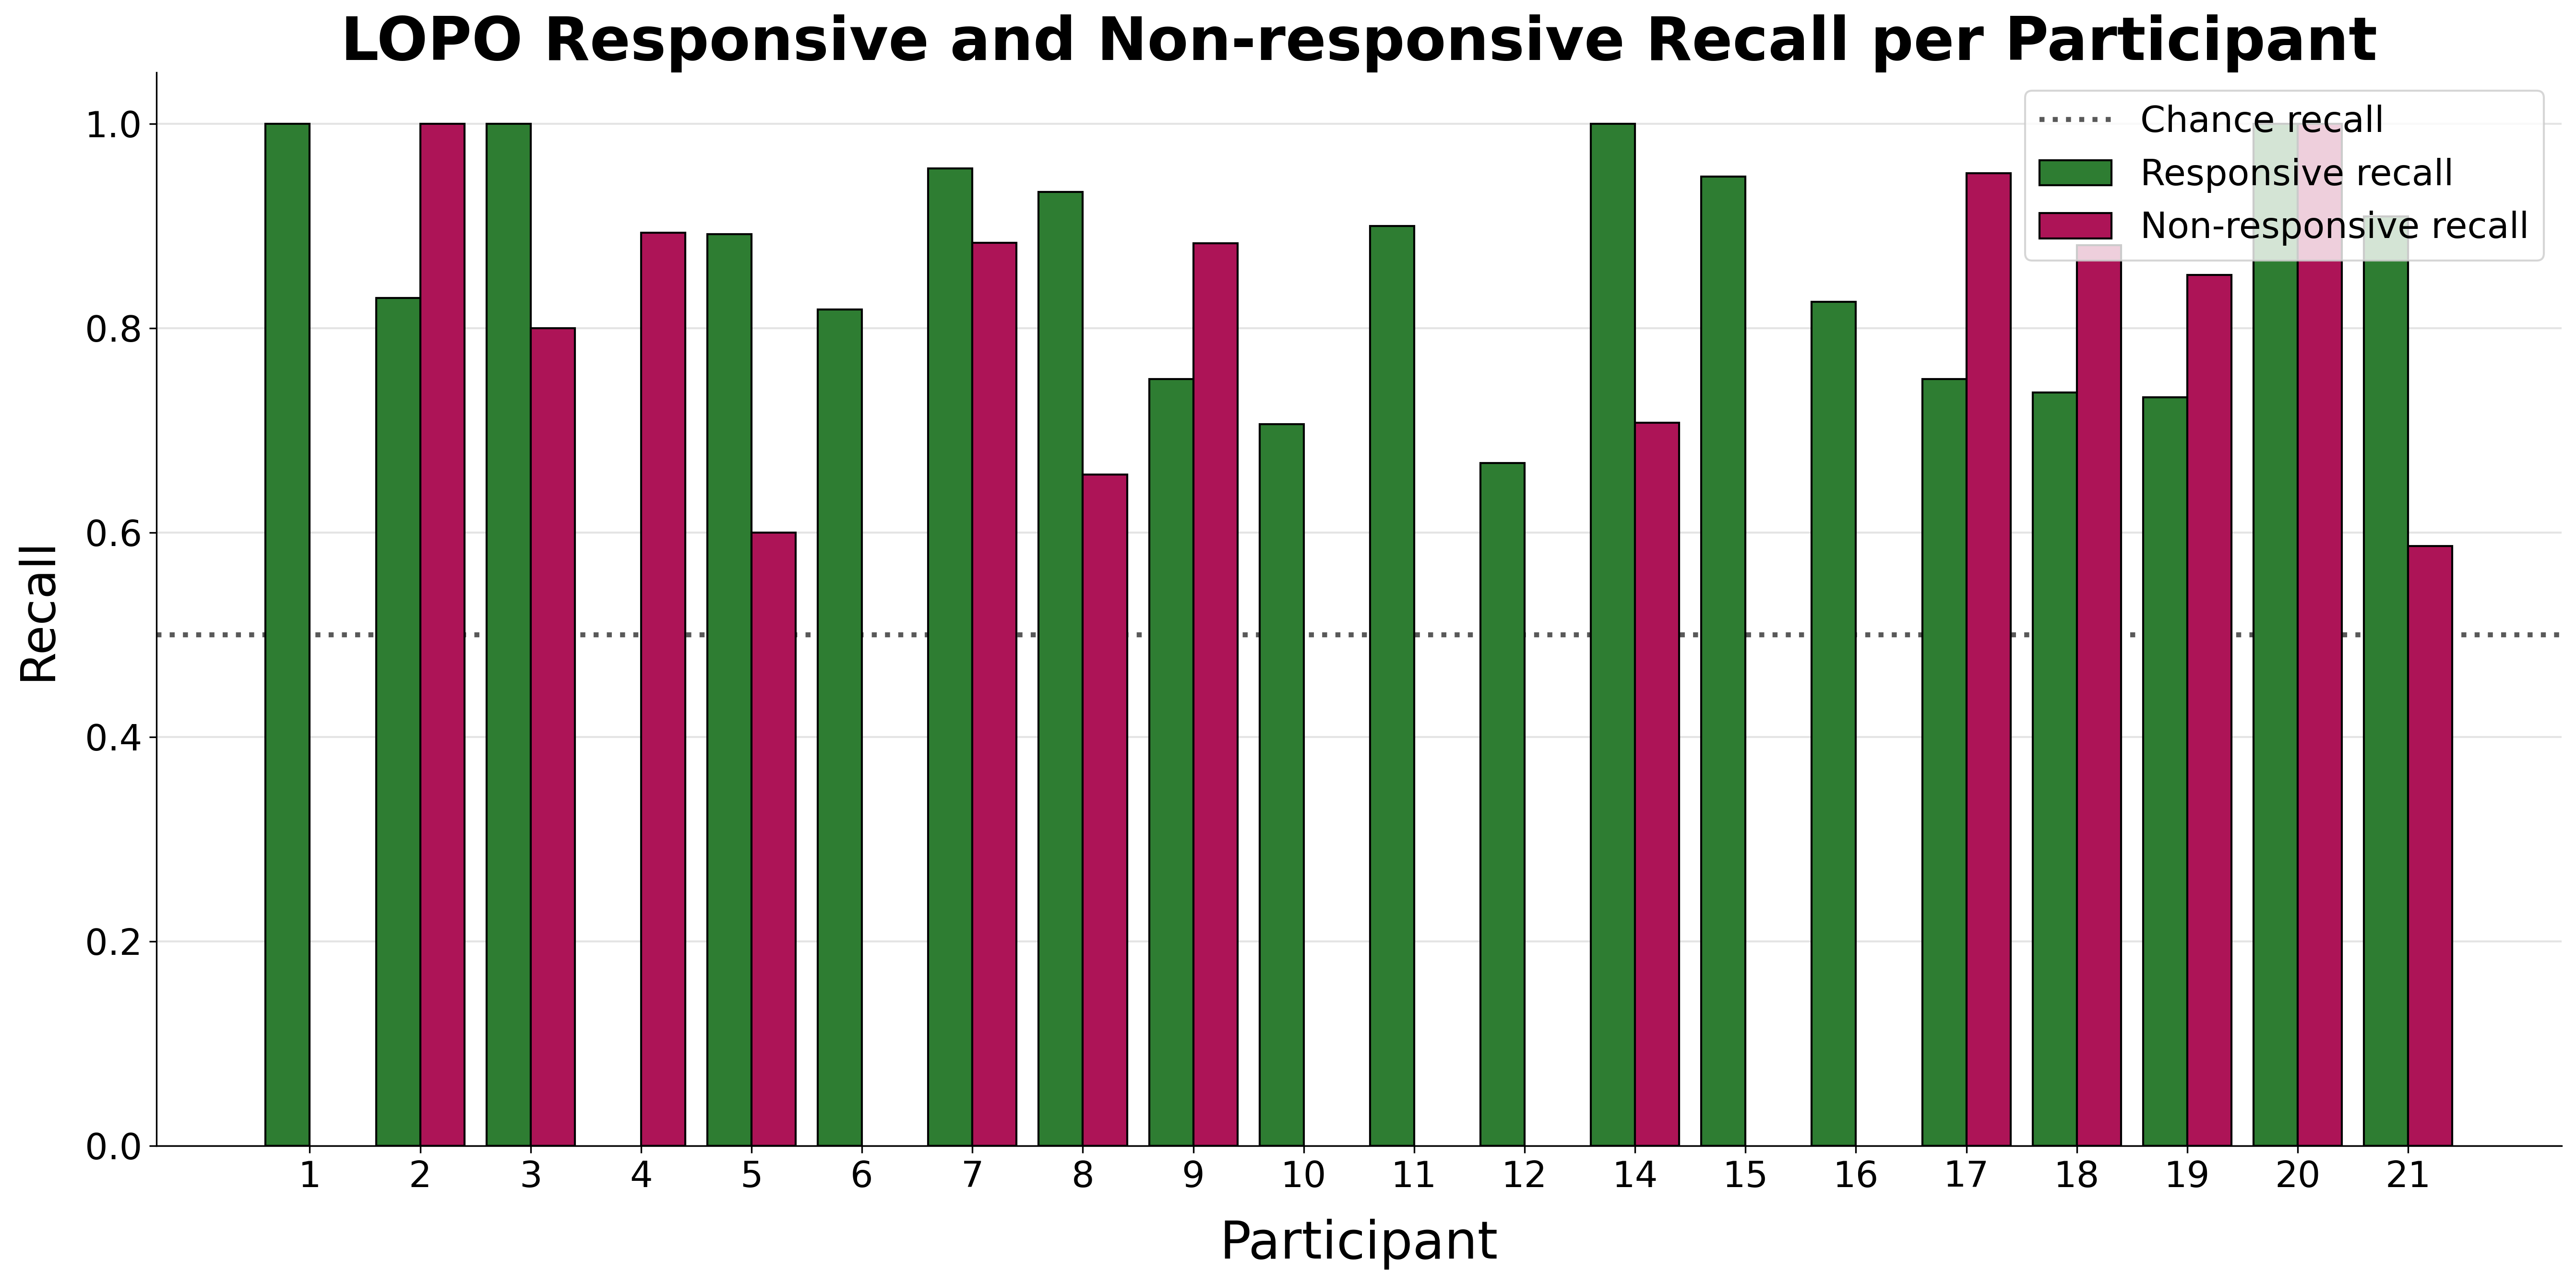 LOPO Responsive and Non-responsive Recall per Participant
Chance recall
Responsive recall
Non-responsive recall
1.0
0.8
0.6
0.4
0.2
0.0
Recall
1 2 3 4 5 6 7 8 9 10 11 12 14 15 16 17 18 19 20 21
Participant